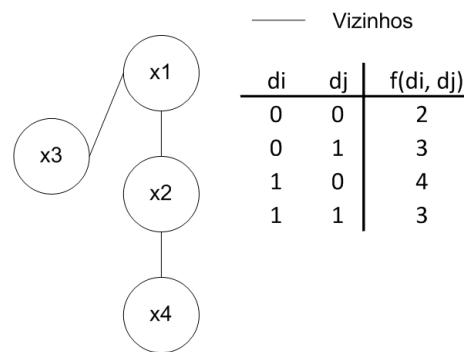 Vizinhos
x1
x3
x2
x4
di dj f(di, dj)
0 0 2
0 1 3
1 0 4
1 1 3